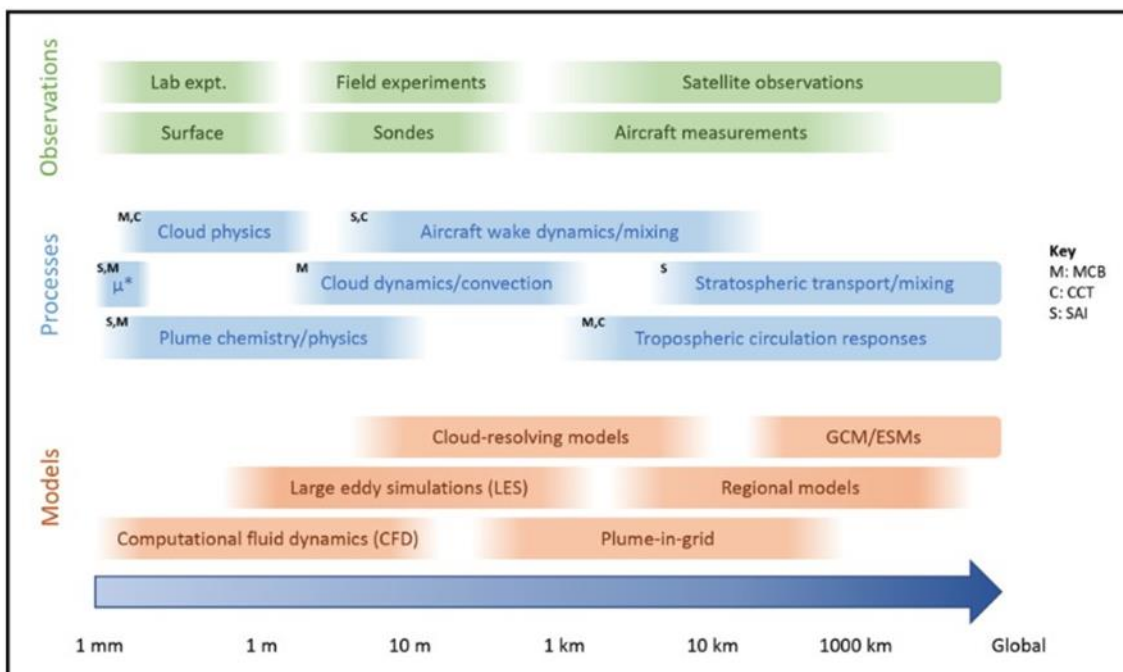 Observations
Lab expt.
Field experiments
Satellite observations
Surface
Sondes
Aircraft measurements
Processes
M,C
Cloud physics
S,C
Aircraft wake dynamics/mixing
S,M
μ*
M
Cloud dynamics/convection
S
Stratospheric transport/mixing
S,M
Plume chemistry/physics
M,C
Tropospheric circulation responses
Key
M: MCB
C: CCT
S: SAI
Models
Cloud-resolving models
GCM/ESMs
Large eddy simulations (LES)
Regional models
Computational fluid dynamics (CFD)
Plume-in-grid
1 mm
1 m
10 m
1 km
10 km
1000 km
Global